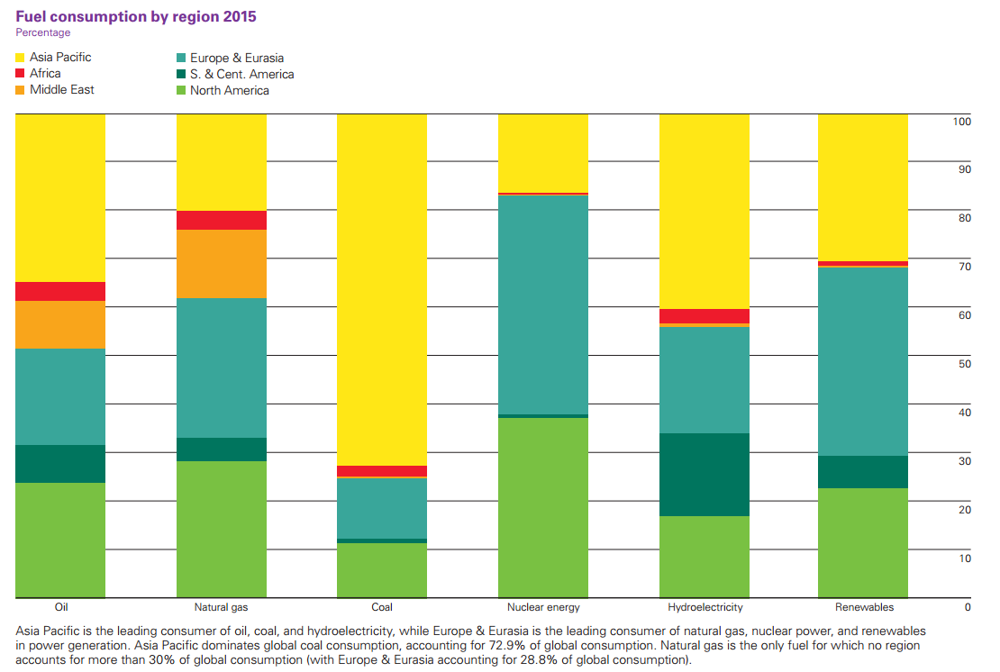 Fuel consumption by region 2015
Percentage
Asia Pacific
Africa
Middle East
Europe & Eurasia
S. & Cent. America
North America
100
90
80
70
60
50
40
30
20
10
0
Oil
Natural gas
Coal
Nuclear energy
Hydroelectricity
Renewables
Asia Pacific is the leading consumer of oil, coal, and hydroelectricity, while Europe & Eurasia is the leading consumer of natural gas, nuclear power, and renewables
in power generation. Asia Pacific dominates global coal consumption, accounting for 72.9% of global consumption. Natural gas is the only fuel for which no region
accounts for more than 30% of global consumption (with Europe & Eurasia accounting for 28.8% of global consumption).